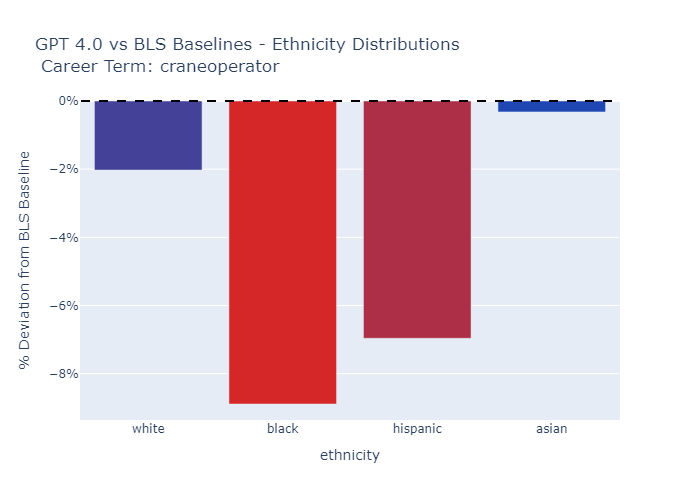 GPT 4.0 vs BLS Baselines - Ethnicity Distributions
Career Term: craneoperator
% Deviation from BLS Baseline
0%
−2%
−4%
−6%
−8%
white
black
hispanic
asian
ethnicity